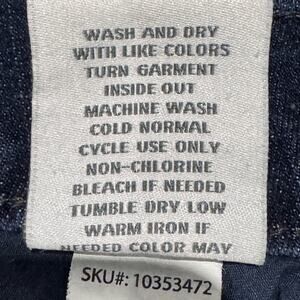 WASH AND DRY
WITH LIKE COLORS
TURN GARMENT
INSIDE OUT
MACHINE WASH
COLD NORMAL
CYCLE USE ONLY
NON-CHLORINE
BLEACH IF NEEDED
TUMBLE DRY LOW
WARM IRON IF
NEEDED COLOR MAY
SKU#: 10353472